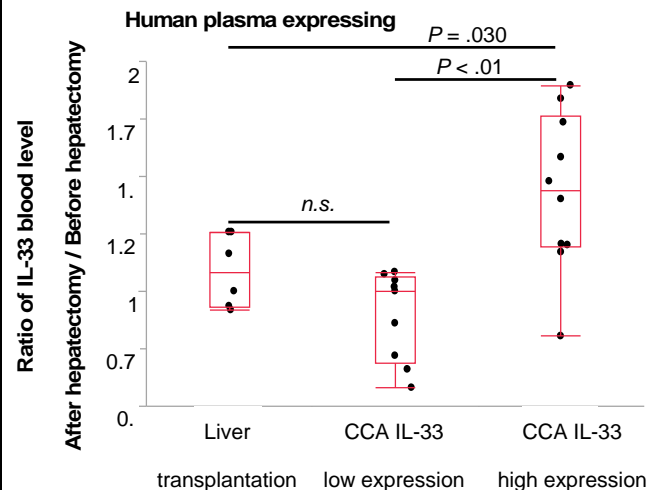 Human plasma expressing
P = .030
P < .01
n.s.
Ratio of IL-33 blood level
After hepatectomy / Before hepatectomy
2
1.7
1.
1.2
1
0.7
0.
Liver
transplantation
CCA IL-33
low expression
CCA IL-33
high expression